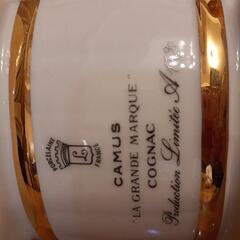 PORCELAINE
FRANCE
CAMUS
"LA GRANDE MARQUE"
COGNAC
Production Limitée A